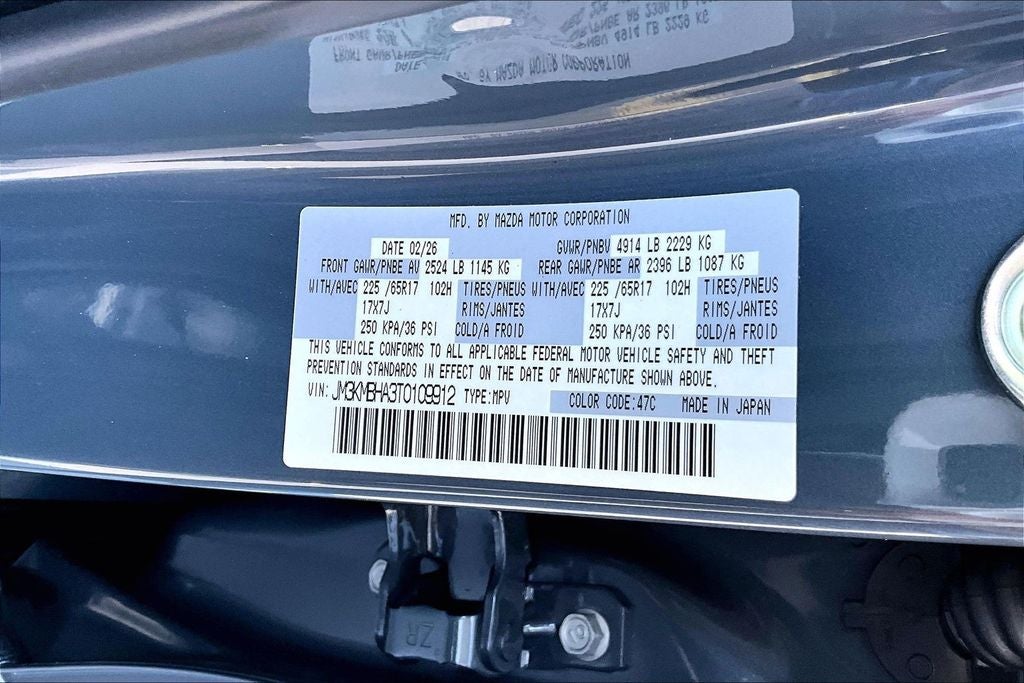 MFD. BY MAZDA MOTOR CORPORATION
DATE 02/26 GVWR/PNBV 4914 LB 2229 KG
FRONT GAWR/PNBE AV 2524 LB 1145 KG REAR GAWR/PNBE AR 2396 LB 1087 KG
WITH/AVEC 225 /65R17 102H TIRES/PNEUS WITH/AVEC 225 /65R17 102H TIRES/PNEUS
17X7J RIMS/JANTES 17X7J RIMS/JANTES
250 KPA/36 PSI COLD/A FROID 250 KPA/36 PSI COLD/A FROID
THIS VEHICLE CONFORMS TO ALL APPLICABLE FEDERAL MOTOR VEHICLE SAFETY AND THEFT
PREVENTION STANDARDS IN EFFECT ON THE DATE OF MANUFACTURE SHOWN ABOVE.
VIN: JM3KMBHA3T0109912 TYPE:MPV COLOR CODE:47C MADE IN JAPAN
ZR